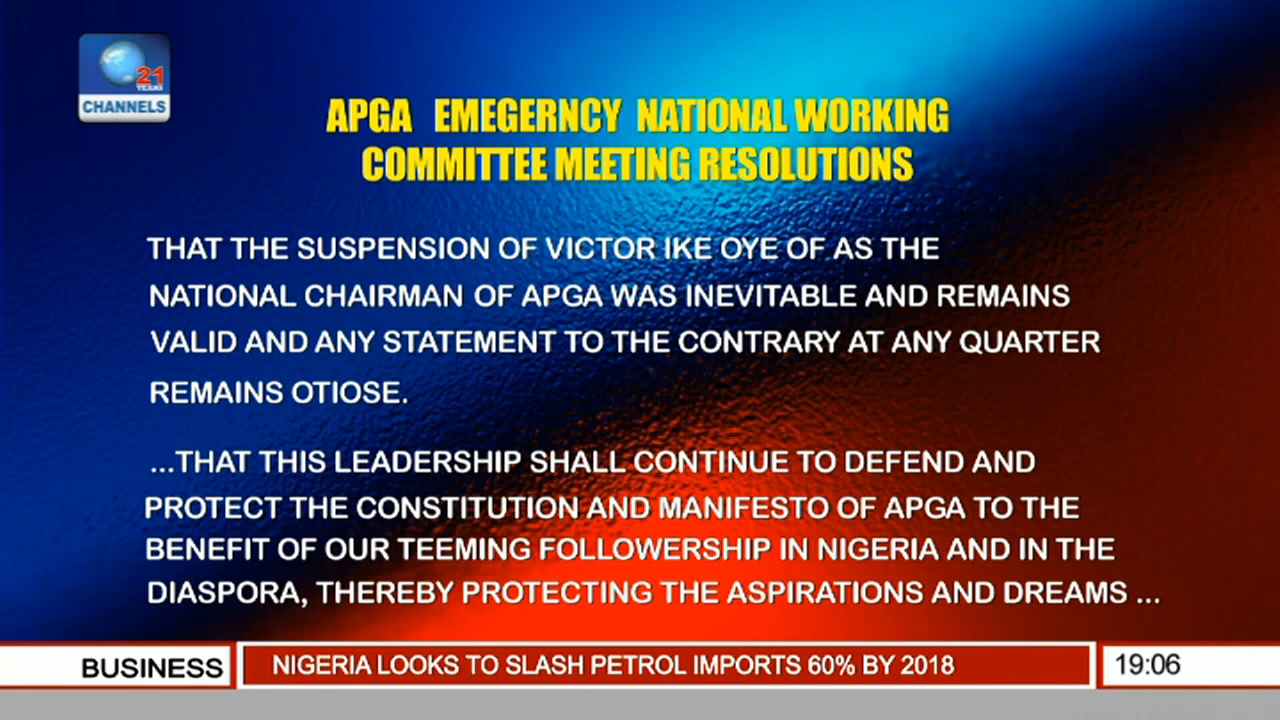 21
YEARS
CHANNELS
APGA EMEGERNCY NATIONAL WORKING
COMMITTEE MEETING RESOLUTIONS
THAT THE SUSPENSION OF VICTOR IKE OYE OF AS THE
NATIONAL CHAIRMAN OF APGA WAS INEVITABLE AND REMAINS
VALID AND ANY STATEMENT TO THE CONTRARY AT ANY QUARTER
REMAINS OTIOSE.
...THAT THIS LEADERSHIP SHALL CONTINUE TO DEFEND AND
PROTECT THE CONSTITUTION AND MANIFESTO OF APGA TO THE
BENEFIT OF OUR TEEMING FOLLOWERSHIP IN NIGERIA AND IN THE
DIASPORA, THEREBY PROTECTING THE ASPIRATIONS AND DREAMS ...
BUSINESS
NIGERIA LOOKS TO SLASH PETROL IMPORTS 60% BY 2018
19:06